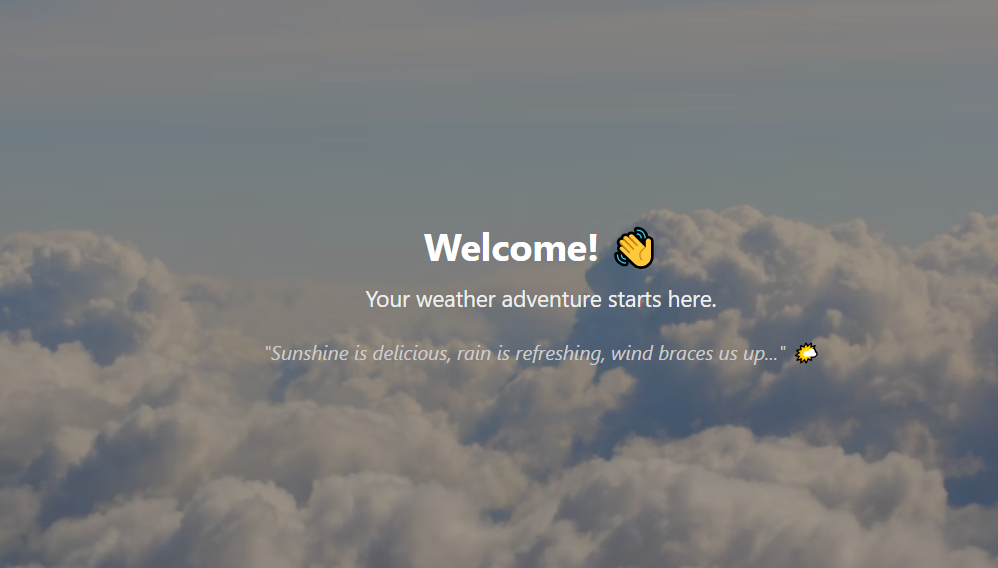 Welcome! 👋
Your weather adventure starts here.
"Sunshine is delicious, rain is refreshing, wind braces us up..." 🌤️